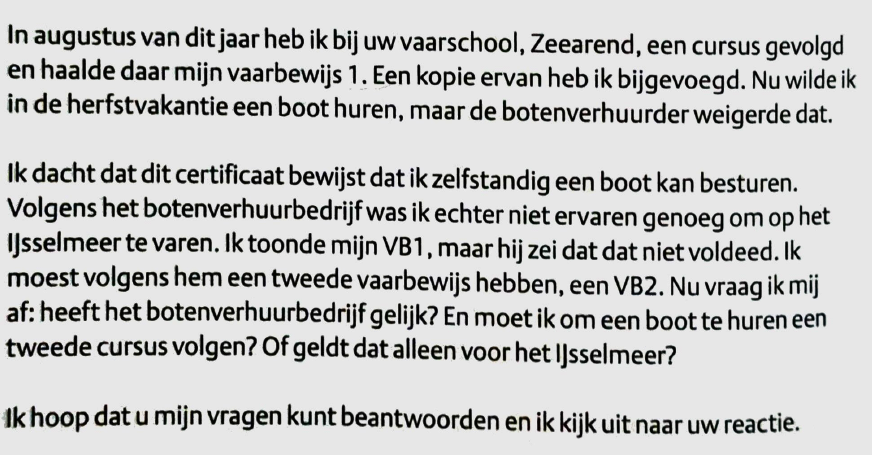 In augustus van dit jaar heb ik bij uw vaarschool, Zeearend, een cursus gevolgd
en haalde daar mijn vaarbewijs 1. Een kopie ervan heb ik bijgevoegd. Nu wilde ik
in de herfstvakantie een boot huren, maar de botenverhuurder weigerde dat.
Ik dacht dat dit certificaat bewijst dat ik zelfstandig een boot kan besturen.
Volgens het botenverhuurbedrijf was ik echter niet ervaren genoeg om op het
IJsselmeer te varen. Ik toonde mijn VB1, maar hij zei dat dat niet voldeed. Ik
moest volgens hem een tweede vaarbewijs hebben, een VB2. Nu vraag ik mij
af: heeft het botenverhuurbedrijf gelijk? En moet ik om een boot te huren een
tweede cursus volgen? Of geldt dat alleen voor het IJsselmeer?
Ik hoop dat u mijn vragen kunt beantwoorden en ik kijk uit naar uw reactie.